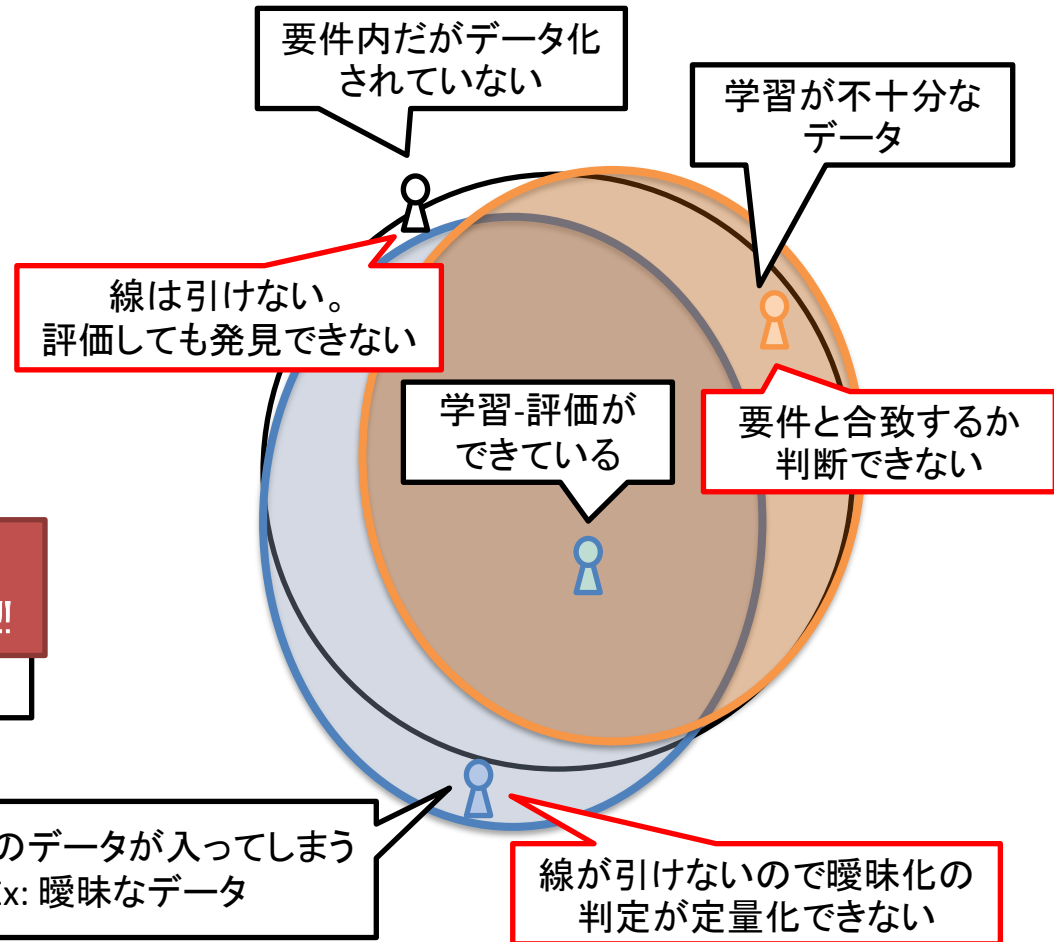 要件内だがデータ化
されていない
学習が不十分な
データ
線は引けない。
評価しても発見できない
学習-評価が
できている
要件と合致するか
判断できない
!!
のデータが入ってしまう
x: 曖昧なデータ
線が引けないので曖昧化の
判定が定量化できない